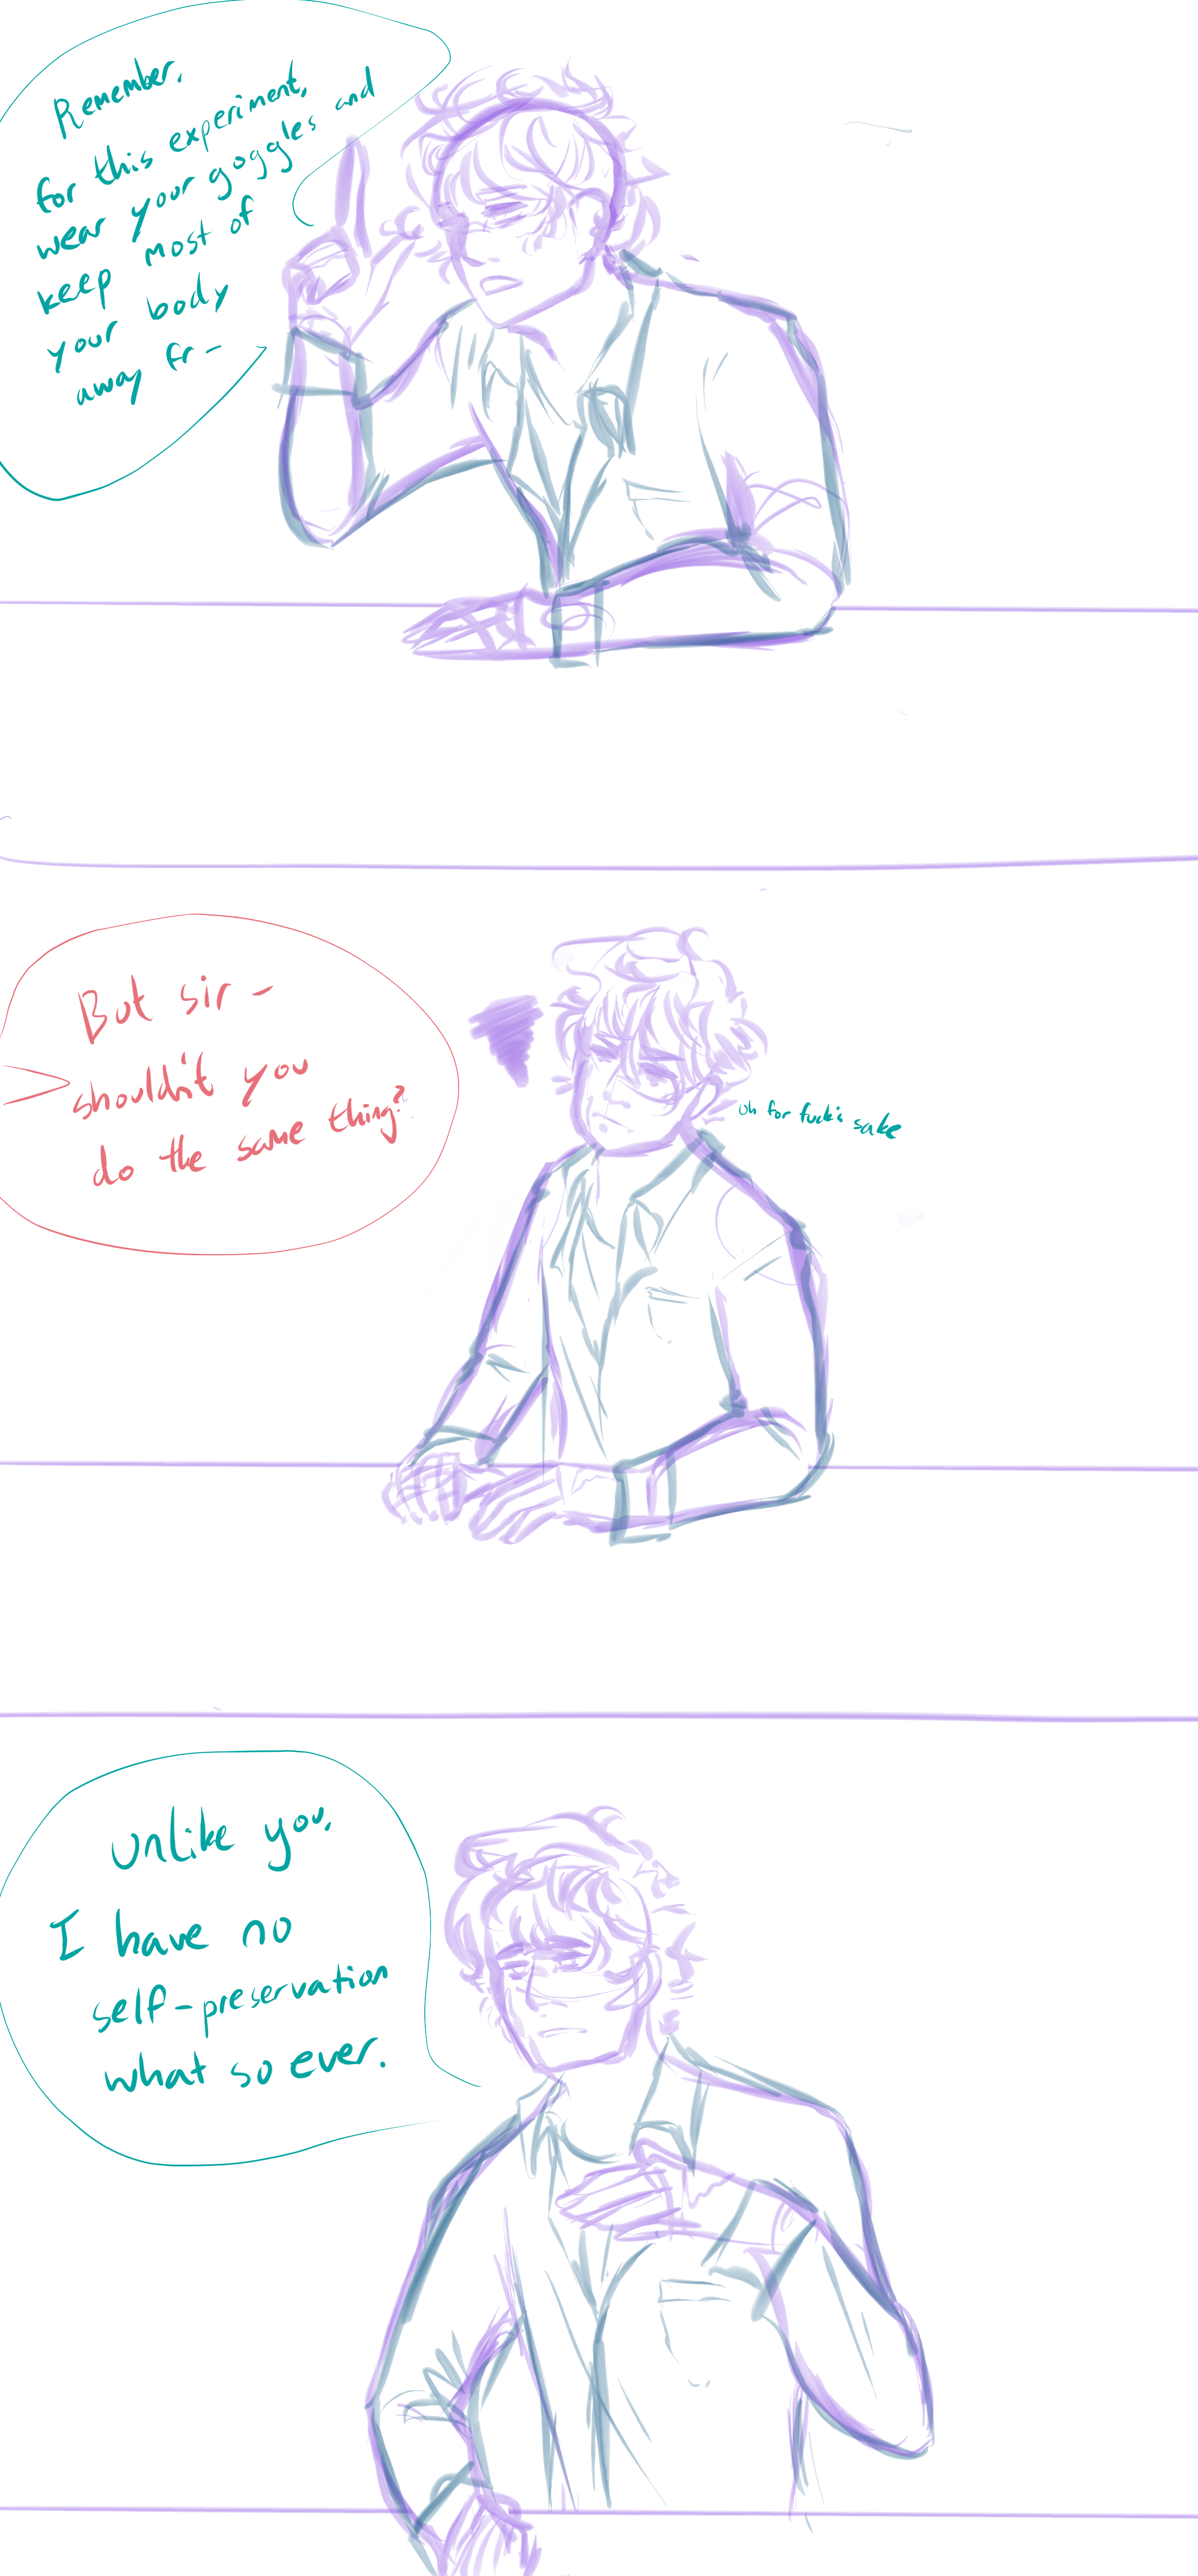 Remember.
for this experiment,
wear your goggles and
keep most of
your body
away fr-
But sir-
shouldn't you
do the same thing?
oh for fuck's sake
Unlike you,
I have no
self-preservation
what so ever.